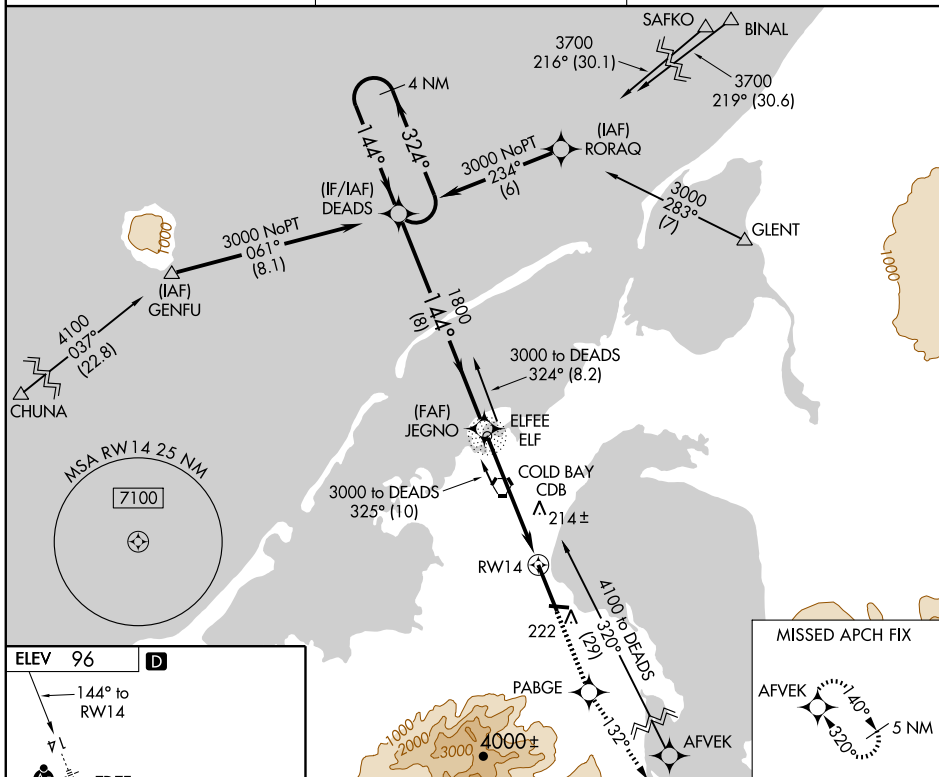 SAFKO
BINAL
3700
216° (30.1)
3700
219° (30.6)
4 NM
144°
324°
(IAF)
RORAQ
3000 NoPT
234°
(6)
(IF/IAF)
DEADS
3000
283°
(7)
GLENT
1000
1000
3000 NoPT
061°
(8.1)
(IAF)
GENFU
4100
037°
(22.8)
CHUNA
1800
144°
(8)
3000 to DEADS
324° (8.2)
(FAF)
JEGNO
ELFEE
ELF
MSA RW14 25 NM
7100
COLD BAY
CDB
3000 to DEADS
325° (10)
214±
RW14
4100 to DEADS
320°
(29)
222
MISSED APCH FIX
AFVEK
140°
320°
5 NM
ELEV 96
D
144° to
RW14
14
PABGE
132°
AFVEK
1000
2000
3000
4000±